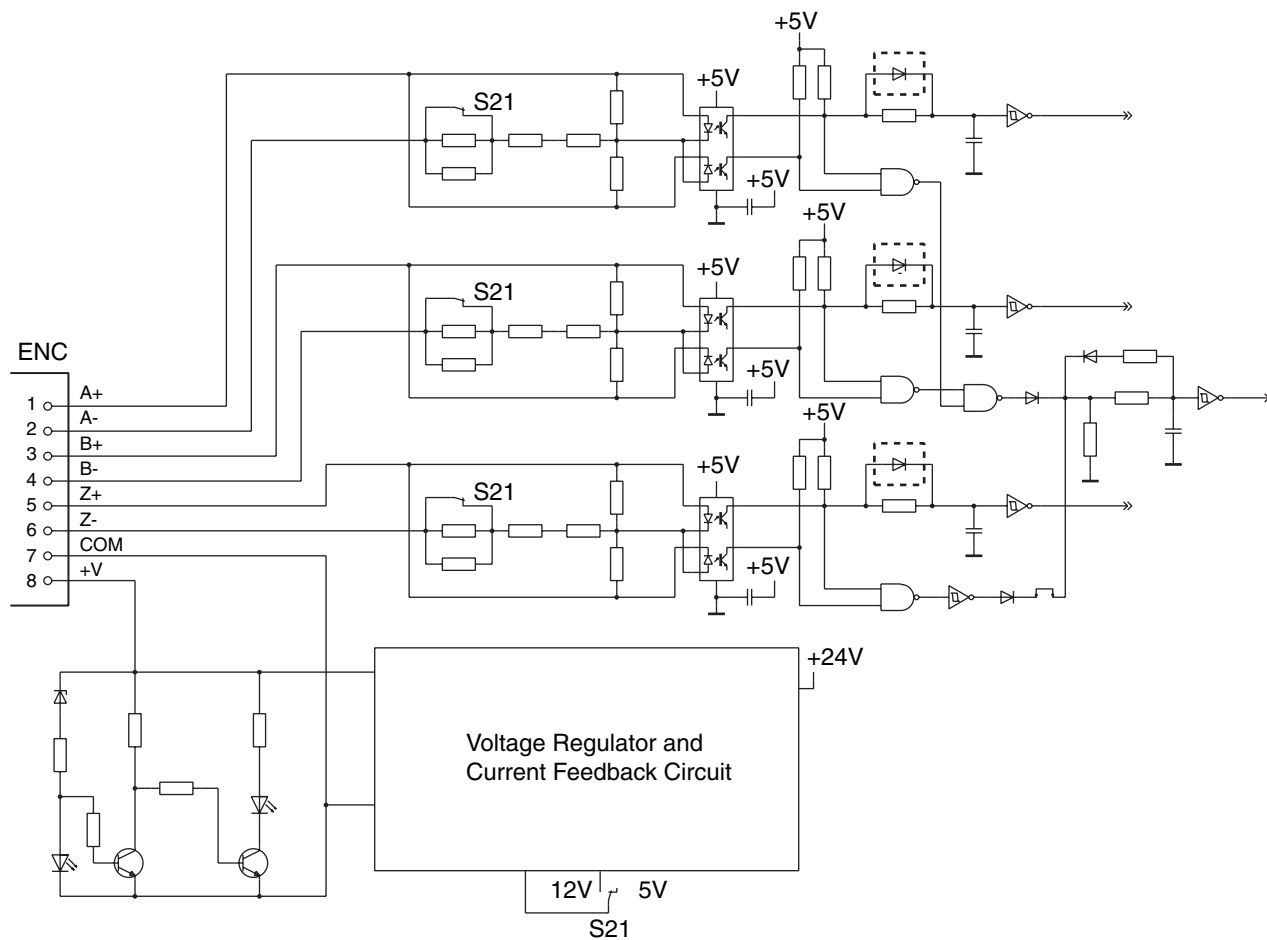 +5V
+5V
S21
+5V
+5V
+5V
S21
+5V
ENC
A+
1
A-
2
B+
3
B-
4
Z+
5
Z-
6
COM
7
+V
8
+5V
+5V
S21
+5V
+24V
Voltage Regulator and
Current Feedback Circuit
12V
5V
S21